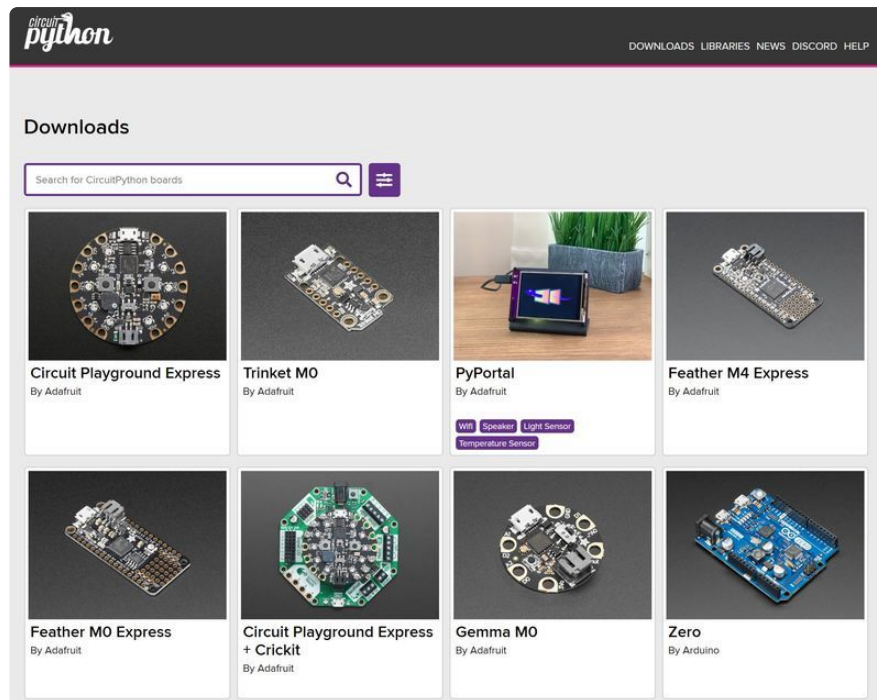 circuit
python
DOWNLOADS LIBRARIES NEWS DISCORD HELP
Downloads
Search for CircuitPython boards
Circuit Playground Express
By Adafruit
Trinket M0
By Adafruit
PyPortal
By Adafruit
Wifi Speaker Light Sensor
Temperature Sensor
Feather M4 Express
By Adafruit
Feather M0 Express
By Adafruit
Circuit Playground Express
+ Crickit
By Adafruit
Gemma M0
By Adafruit
Zero
By Arduino